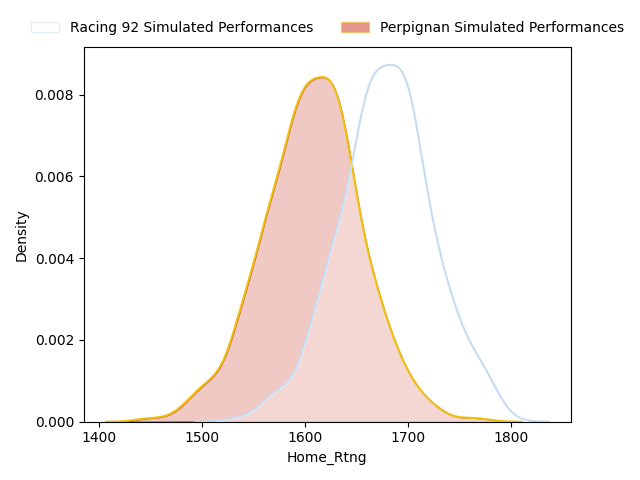 Racing 92 Simulated Performances Perpignan Simulated Performances
0.008
0.006
Density
0.004
0.002
0.000
1400 1500 1600 1700 1800
Home_Rtng